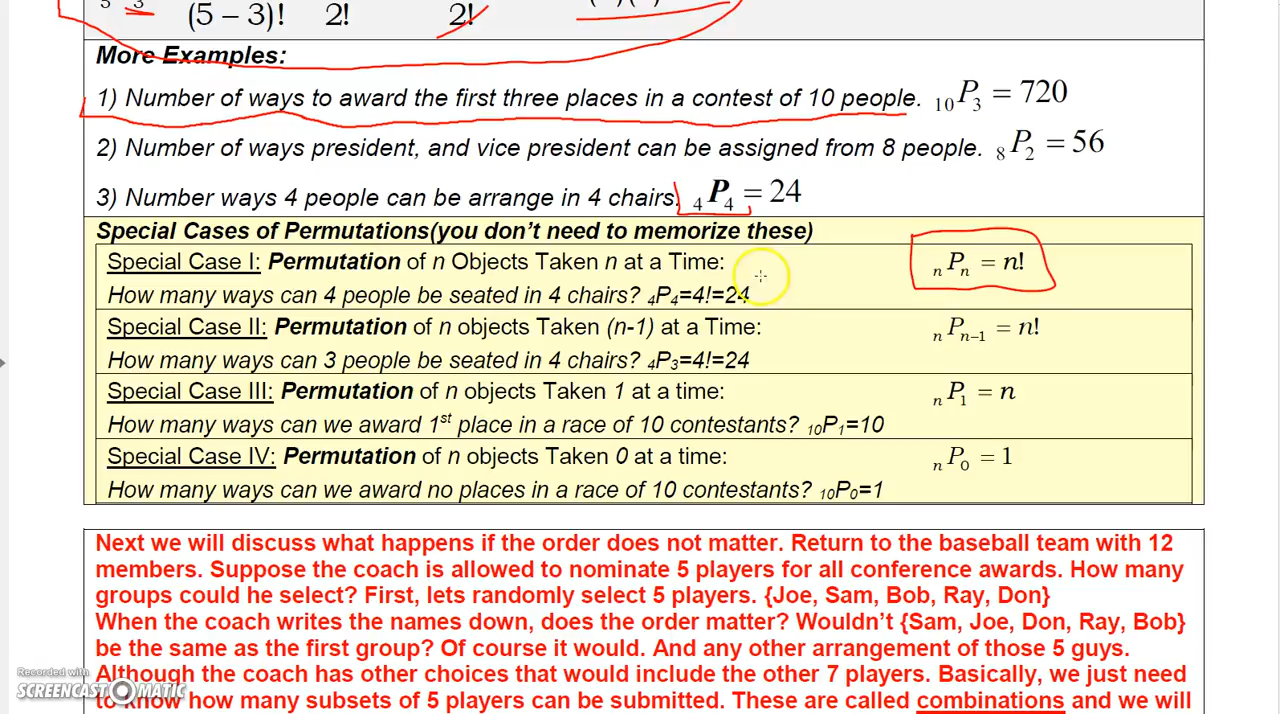 5 3 (5 – 3)! 2! 2!
More Examples:
1) Number of ways to award the first three places in a contest of 10 people. ₁₀P₃ = 720
2) Number of ways president, and vice president can be assigned from 8 people. ₈P₂ = 56
3) Number ways 4 people can be arrange in 4 chairs. ₄P₄ = 24
Special Cases of Permutations(you don't need to memorize these)
Special Case I: Permutation of n Objects Taken n at a Time: ₙPₙ = n!
How many ways can 4 people be seated in 4 chairs? ₄P₄=4!=24
Special Case II: Permutation of n objects Taken (n-1) at a Time: ₙPₙ₋₁ = n!
How many ways can 3 people be seated in 4 chairs? ₄P₃=4!=24
Special Case III: Permutation of n objects Taken 1 at a time: ₙP₁ = n
How many ways can we award 1st place in a race of 10 contestants? ₁₀P₁=10
Special Case IV: Permutation of n objects Taken 0 at a time: ₙP₀ = 1
How many ways can we award no places in a race of 10 contestants? ₁₀P₀=1
Next we will discuss what happens if the order does not matter. Return to the baseball team with 12
members. Suppose the coach is allowed to nominate 5 players for all conference awards. How many
groups could he select? First, lets randomly select 5 players. {Joe, Sam, Bob, Ray, Don}
When the coach writes the names down, does the order matter? Wouldn't {Sam, Joe, Don, Ray, Bob}
be the same as the first group? Of course it would. And any other arrangement of those 5 guys.
Although the coach has other choices that would include the other 7 players. Basically, we just need
to know how many subsets of 5 players can be submitted. These are called combinations and we will
Recorded with
SCREENCAST-O-MATIC